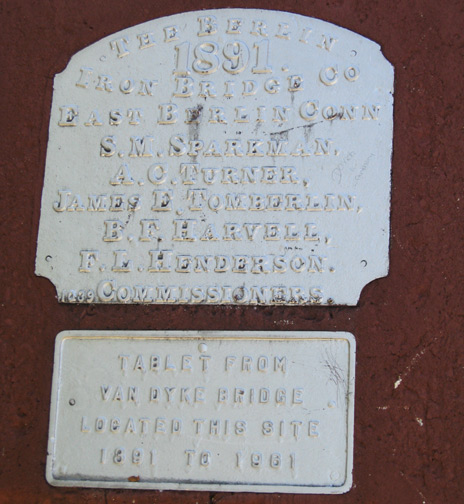 THE BERLIN
1891.
IRON BRIDGE CO
EAST BERLIN CONN
S.M. SPARKMAN,
A.C. TURNER,
JAMES E. TOMBERLIN,
B.F. HARVELL,
F.L. HENDERSON.
COMMISSIONERS.
TABLET FROM
VAN DYKE BRIDGE
LOCATED THIS SITE
1891 TO 1961